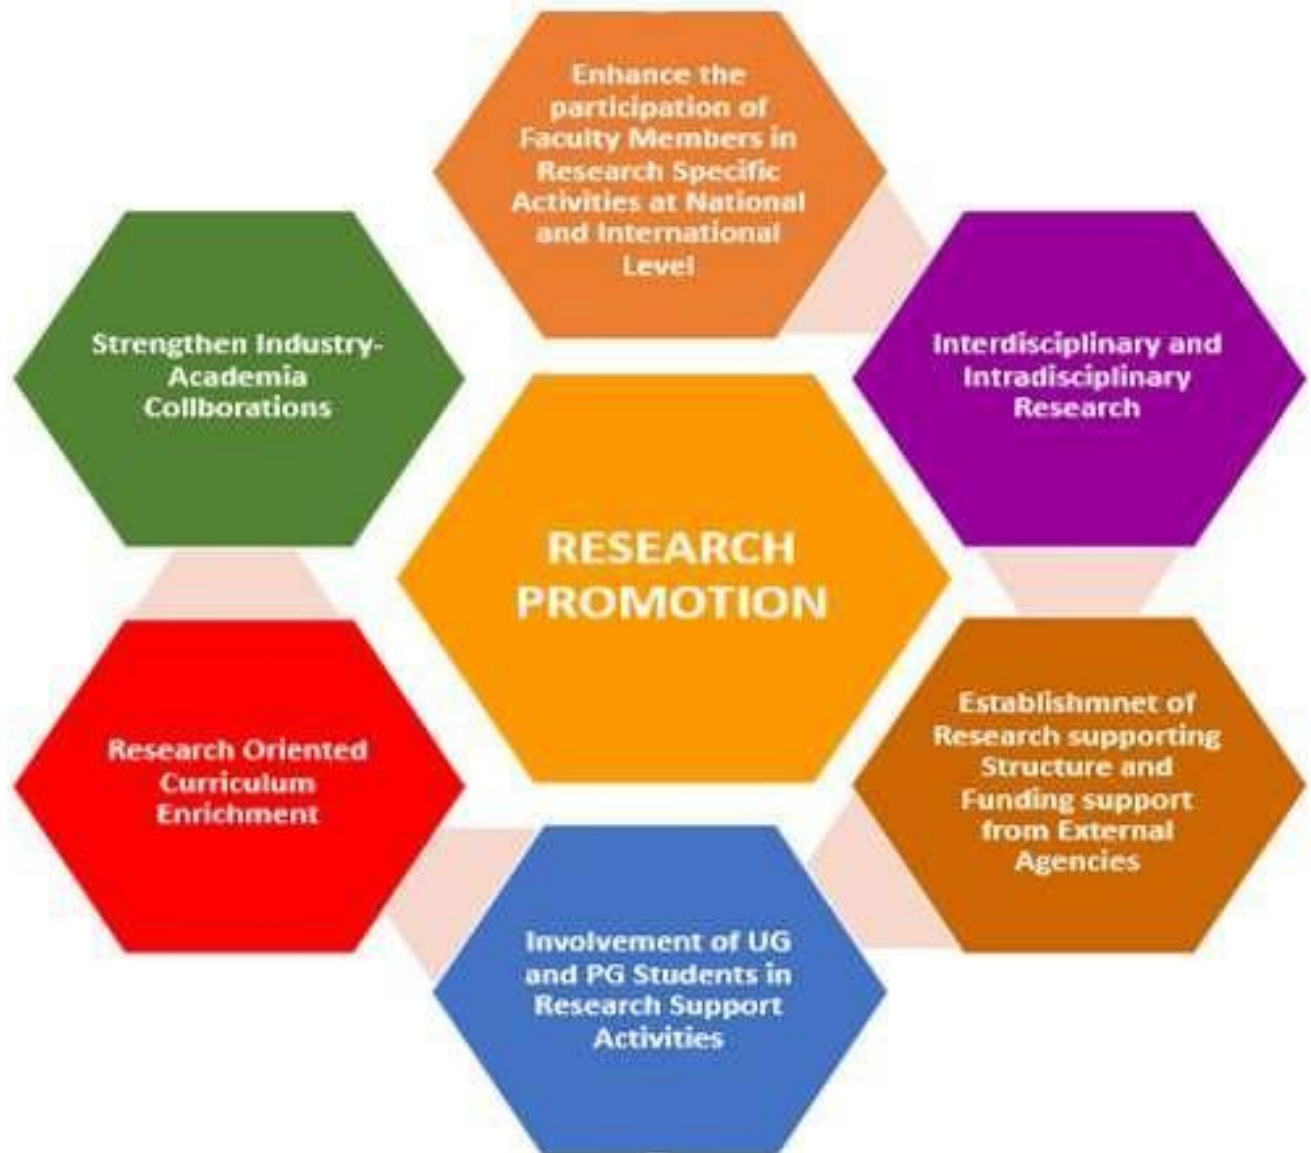 Enhance the
participation of
Faculty Members in
Research Specific
Activities at National
and International
Level
Strengthen Industry-
Academia
Collborations
Interdisciplinary and
Intradisciplinary
Research
RESEARCH
PROMOTION
Research Oriented
Curriculum
Enrichment
Establishmnet of
Research supporting
Structure and
Funding support
from External
Agencies
Involvement of UG
and PG Students in
Research Support
Activities